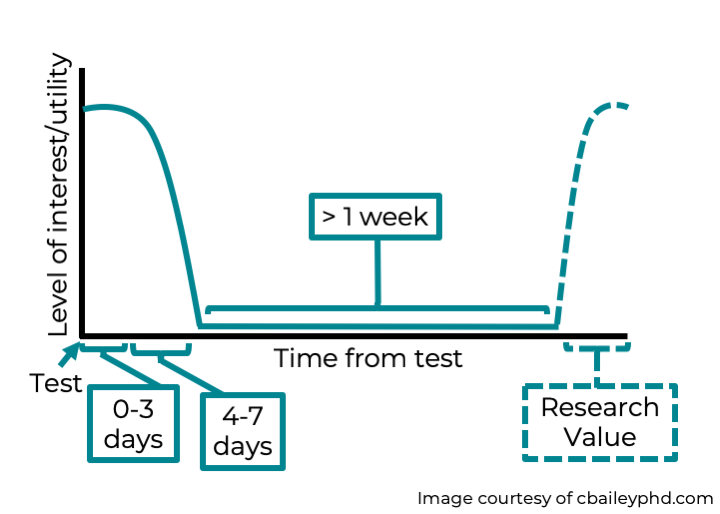 Level of interest/utility
> 1 week
Time from test
Test
0-3
days
4-7
days
Research
Value
Image courtesy of cbaileyphd.com